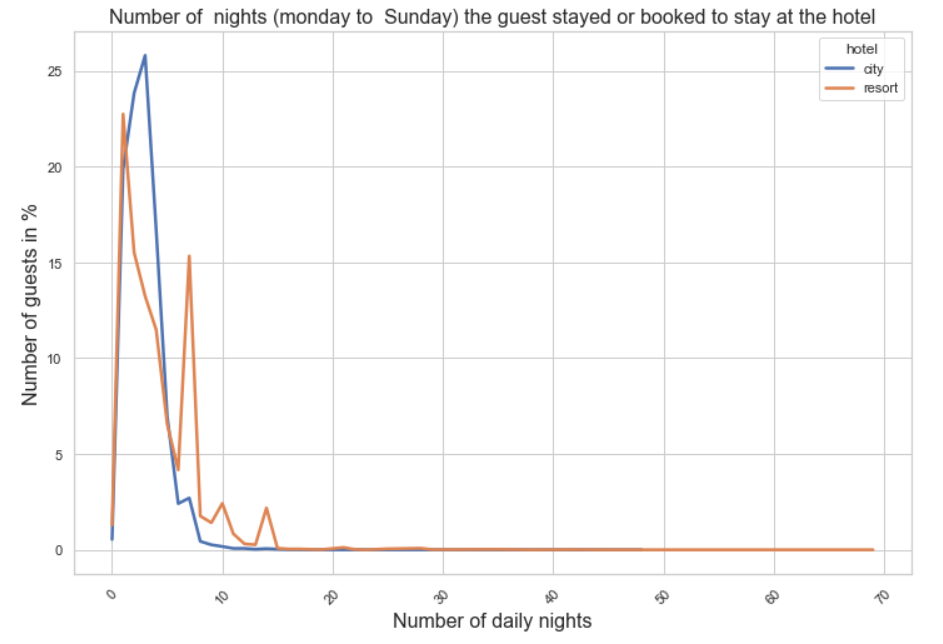 Number of  nights (monday to  Sunday) the guest stayed or booked to stay at the hotel
hotel
city
resort
Number of guests in %
25
20
15
10
5
0
0 10 20 30 40 50 60 70
Number of daily nights